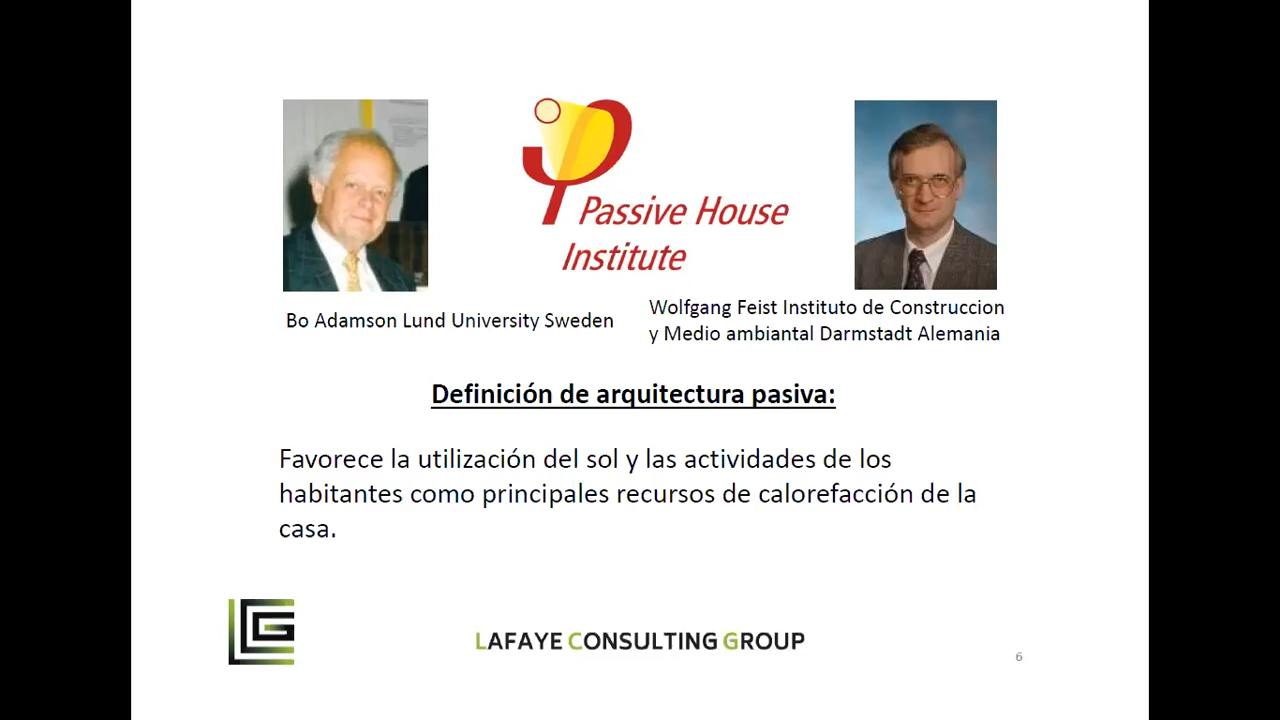 Passive House
Institute
Bo Adamson Lund University Sweden
Wolfgang Feist Instituto de Construccion
y Medio ambiantal Darmstadt Alemania
Definición de arquitectura pasiva:
Favorece la utilización del sol y las actividades de los
habitantes como principales recursos de calorefacción de la
casa.
LCG
LAFAYE CONSULTING GROUP
6